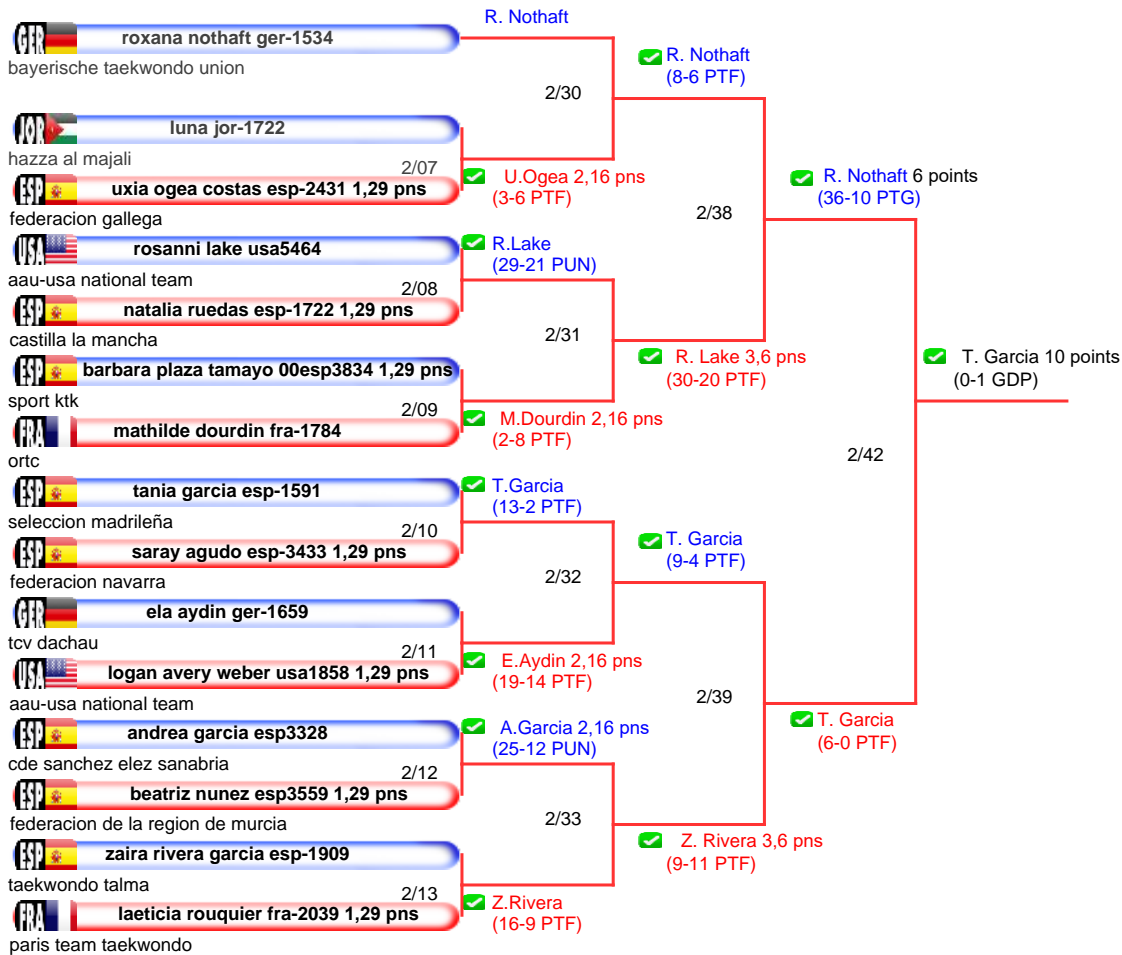 GER roxana nothaft ger-1534
bayerische taekwondo union
JOR luna jor-1722
hazza al majali
2/07
ESP uxia ogea costas esp-2431 1,29 pns
federacion gallega
USA rosanni lake usa5464
aau-usa national team
2/08
ESP natalia ruedas esp-1722 1,29 pns
castilla la mancha
ESP barbara plaza tamayo 00esp3834 1,29 pns
sport ktk
2/09
FRA mathilde dourdin fra-1784
ortc
ESP tania garcia esp-1591
seleccion madrileña
2/10
ESP saray agudo esp-3433 1,29 pns
federacion navarra
GER ela aydin ger-1659
tcv dachau
2/11
USA logan avery weber usa1858 1,29 pns
aau-usa national team
ESP andrea garcia esp3328
cde sanchez elez sanabria
2/12
ESP beatriz nunez esp3559 1,29 pns
federacion de la region de murcia
ESP zaira rivera garcia esp-1909
taekwondo talma
2/13
FRA laeticia rouquier fra-2039 1,29 pns
paris team taekwondo
R. Nothaft
2/30
U.Ogea 2,16 pns
(3-6 PTF)
R.Lake
(29-21 PUN)
2/31
M.Dourdin 2,16 pns
(2-8 PTF)
T.Garcia
(13-2 PTF)
2/32
E.Aydin 2,16 pns
(19-14 PTF)
A.Garcia 2,16 pns
(25-12 PUN)
2/33
Z.Rivera
(16-9 PTF)
R. Nothaft
(8-6 PTF)
2/38
R. Lake 3,6 pns
(30-20 PTF)
T. Garcia
(9-4 PTF)
2/39
Z. Rivera 3,6 pns
(9-11 PTF)
R. Nothaft 6 points
(36-10 PTG)
2/42
T. Garcia
(6-0 PTF)
T. Garcia 10 points
(0-1 GDP)